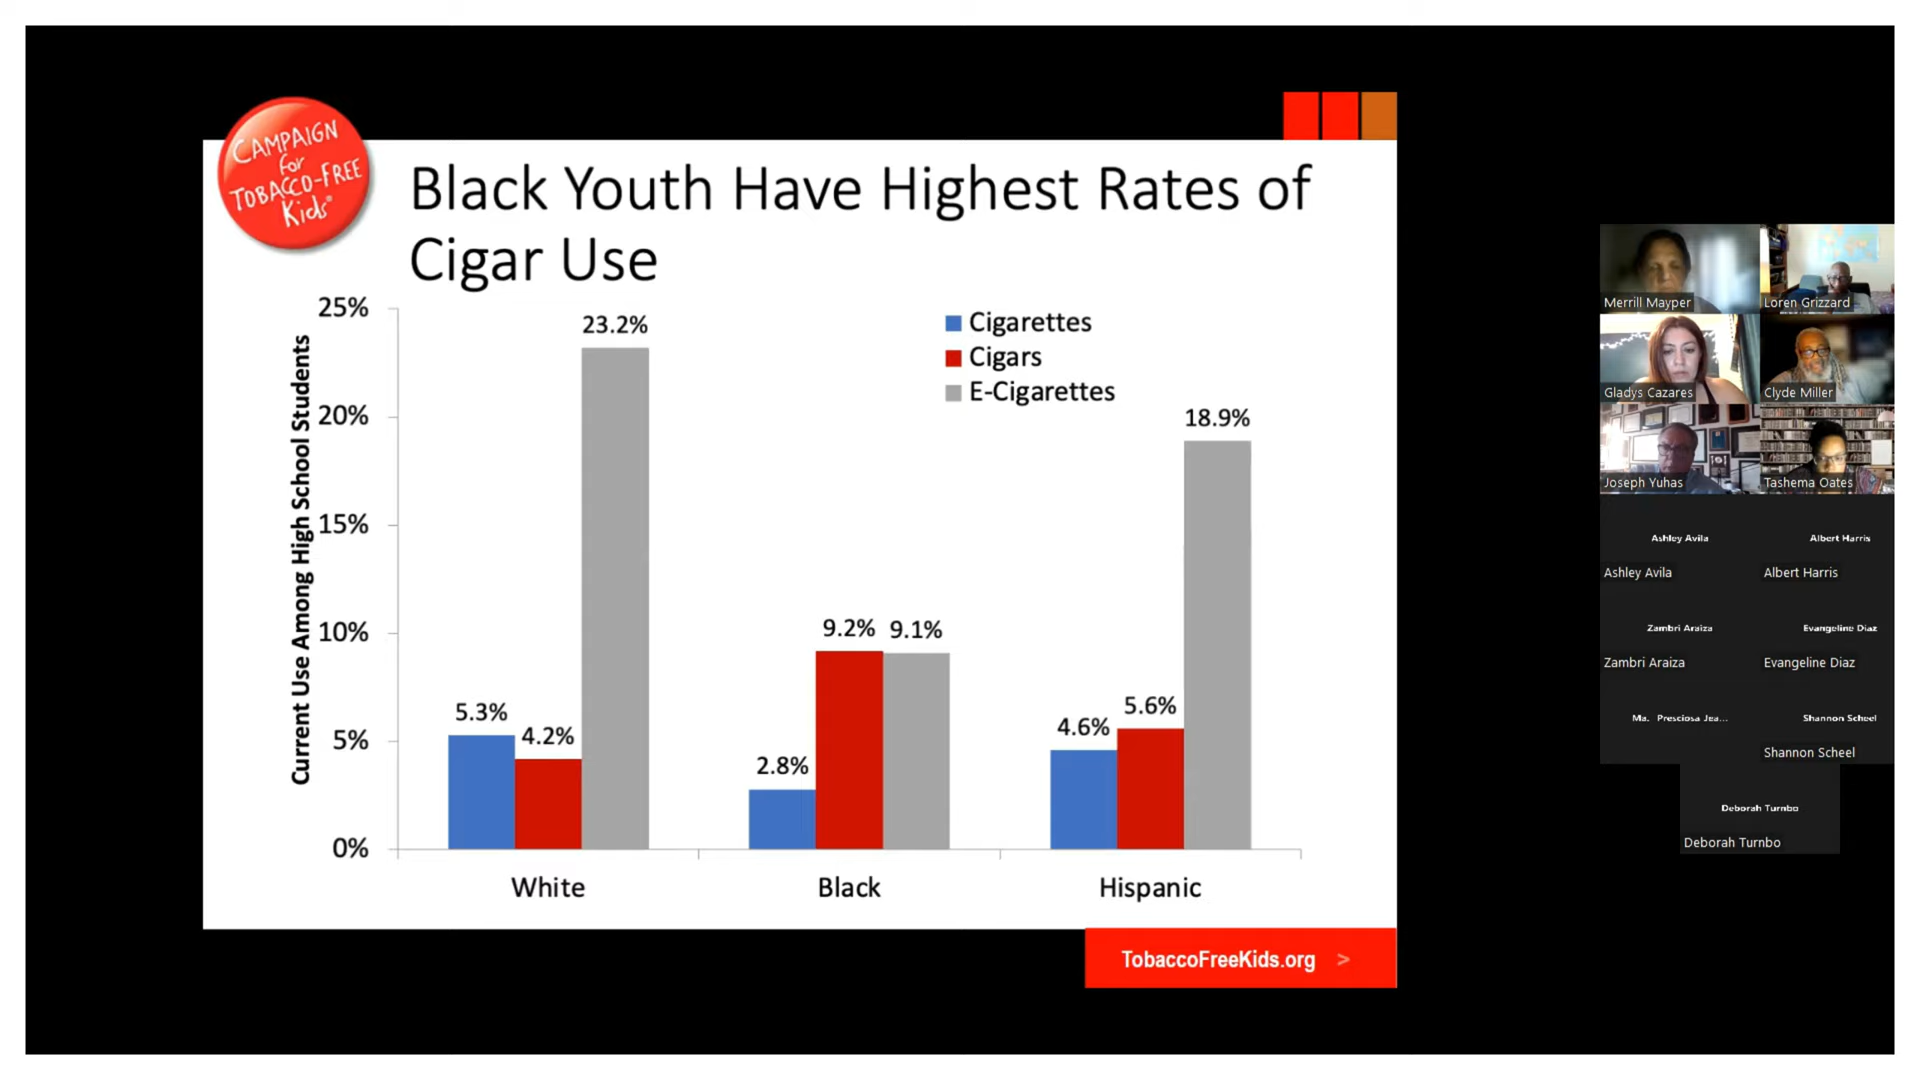 CAMPAIGN
for
TOBACCO-FREE
Kids®
Black Youth Have Highest Rates of
Cigar Use
Current Use Among High School Students
25%
20%
15%
10%
5%
0%
Cigarettes
Cigars
E-Cigarettes
5.3%
4.2%
23.2%
2.8%
9.2%
9.1%
4.6%
5.6%
18.9%
White
Black
Hispanic
TobaccoFreeKids.org >
Merrill Mayper
Loren Grizzard
Gladys Cazares
Clyde Miller
Joseph Yuhas
Tashema Oates
Ashley Avila
Ashley Avila
Albert Harris
Albert Harris
Zambri Araiza
Zambri Araiza
Evangeline Diaz
Evangeline Diaz
Ma. Presciosa Jea...
Shannon Scheel
Shannon Scheel
Deborah Turnbo
Deborah Turnbo